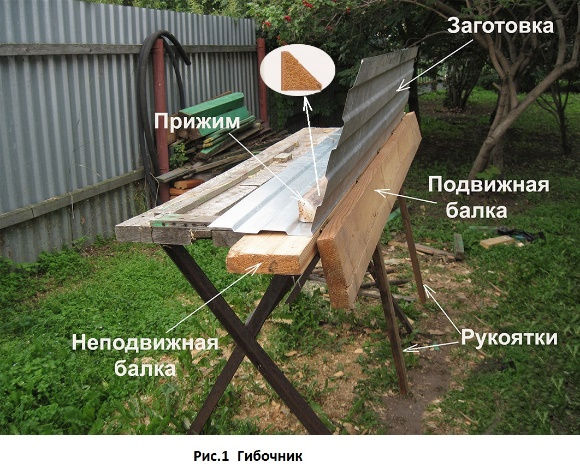 Заготовка
Прижим
Подвижная
балка
Неподвижная
балка
Рукоятки
Рис.1  Гибочник